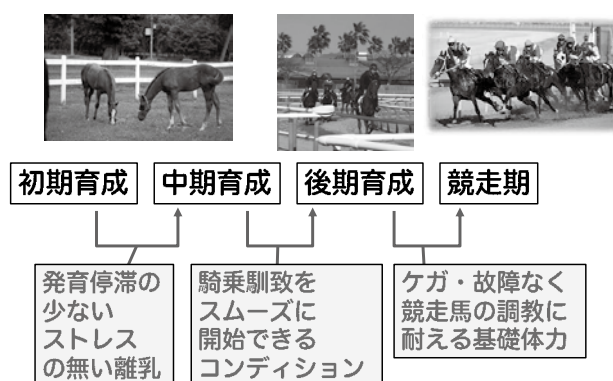 初期育成
中期育成
後期育成
競走期
発育停滞の
少ない
ストレス
の無い離乳
騎乗馴致を
スムーズに
開始できる
コンディション
ケガ・故障なく
競走馬の調教に
耐える基礎体力